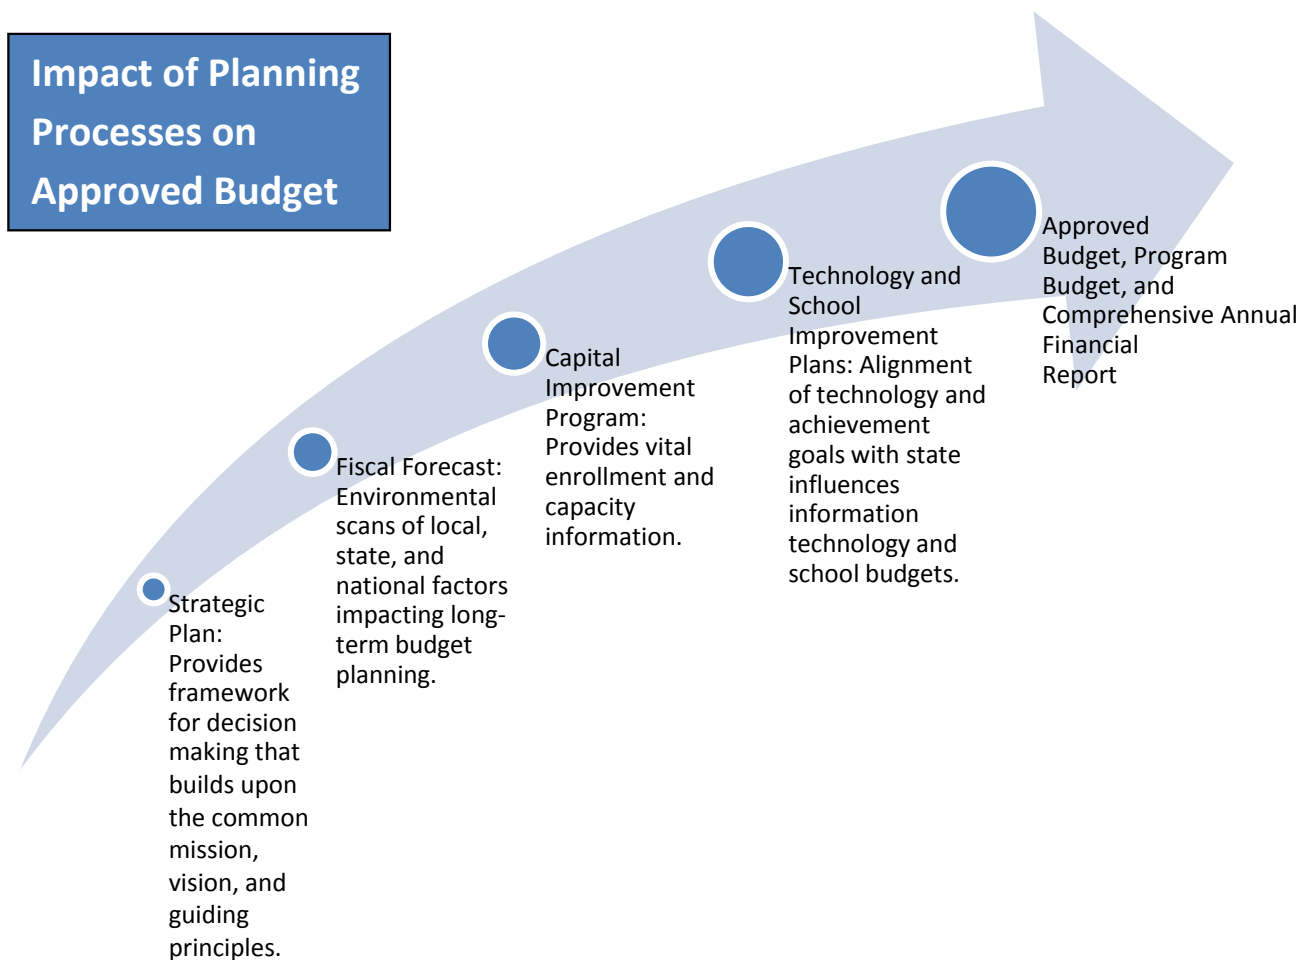 Impact of Planning
Processes on
Approved Budget
Strategic
Plan:
Provides
framework
for decision
making that
builds upon
the common
mission,
vision, and
guiding
principles.
Fiscal Forecast:
Environmental
scans of local,
state, and
national factors
impacting long-
term budget
planning.
Capital
Improvement
Program:
Provides vital
enrollment and
capacity
information.
Technology and
School
Improvement
Plans: Alignment
of technology and
achievement
goals with state
influences
information
technology and
school budgets.
Approved
Budget, Program
Budget, and
Comprehensive Annual
Financial
Report